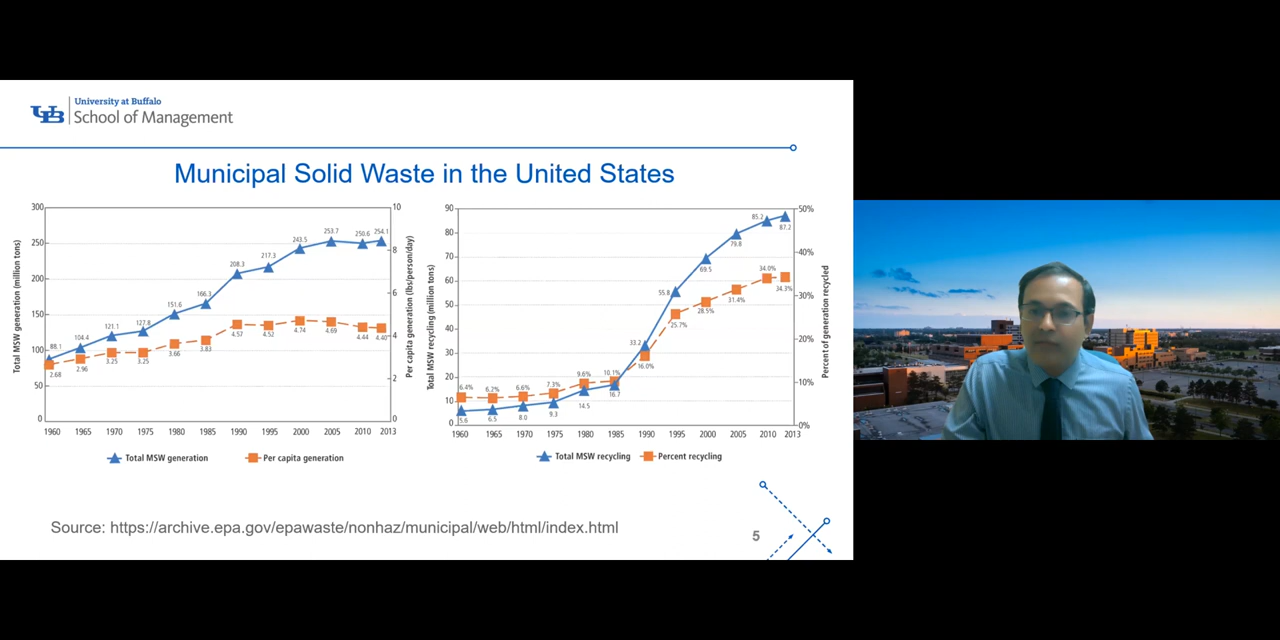 University at Buffalo
School of Management
UB
Municipal Solid Waste in the United States
300
250
200
150
100
50
0
Total MSW generation (million tons)
10
8
6
4
2
0
Per capita generation (lbs/person/day)
88.1 104.4 121.1 127.8 151.6 166.3 208.3 217.3 243.5 253.7 250.6 254.1
2.68 2.96 3.25 3.25 3.66 3.83 4.57 4.52 4.74 4.69 4.44 4.40
1960 1965 1970 1975 1980 1985 1990 1995 2000 2005 2010 2013
Total MSW generation Per capita generation
90
80
70
60
50
40
30
20
10
0
Total MSW recycling (million tons)
50%
40%
30%
20%
10%
0%
Percent of generation recycled
6.4% 6.2% 6.6% 7.3% 9.6% 10.1% 16.0% 25.7% 28.5% 31.4% 34.0% 34.3%
5.6 6.5 8.0 9.3 14.5 16.7 33.2 55.8 69.5 79.8 85.2 87.2
1960 1965 1970 1975 1980 1985 1990 1995 2000 2005 2010 2013
Total MSW recycling Percent recycling
Source: https://archive.epa.gov/epawaste/nonhaz/municipal/web/html/index.html
5